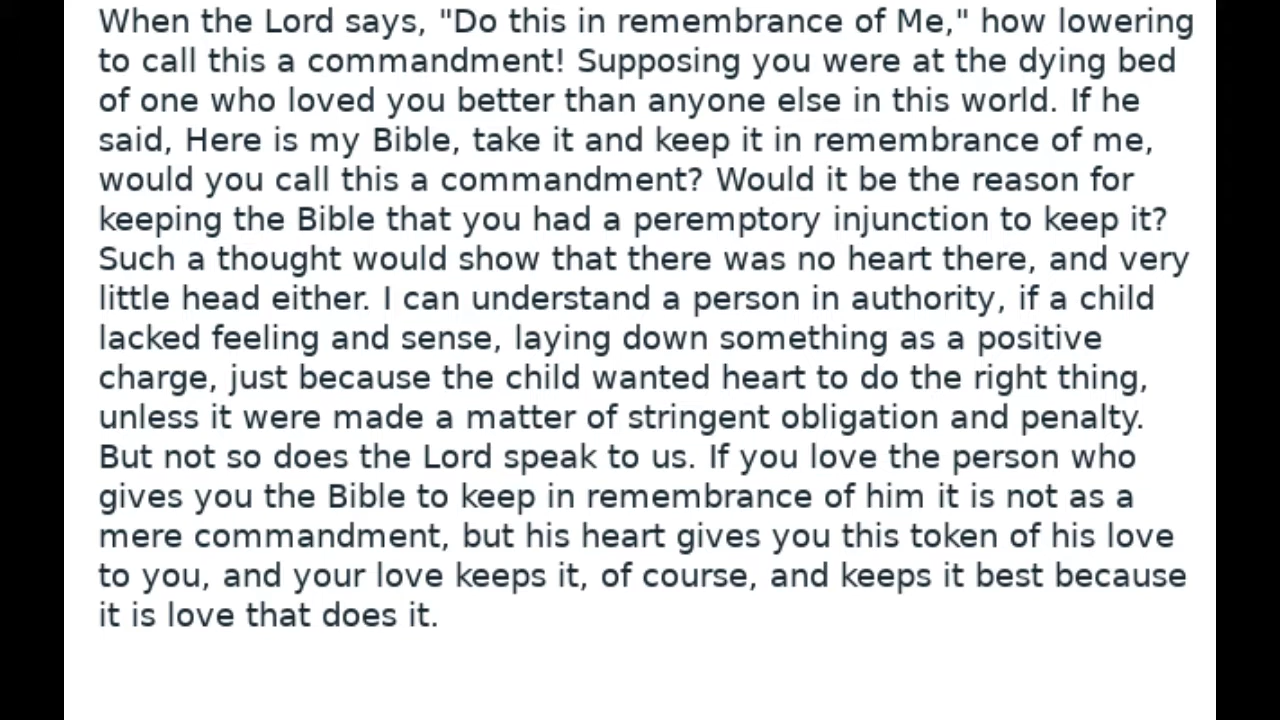 When the Lord says, "Do this in remembrance of Me," how lowering
to call this a commandment! Supposing you were at the dying bed
of one who loved you better than anyone else in this world. If he
said, Here is my Bible, take it and keep it in remembrance of me,
would you call this a commandment? Would it be the reason for
keeping the Bible that you had a peremptory injunction to keep it?
Such a thought would show that there was no heart there, and very
little head either. I can understand a person in authority, if a child
lacked feeling and sense, laying down something as a positive
charge, just because the child wanted heart to do the right thing,
unless it were made a matter of stringent obligation and penalty.
But not so does the Lord speak to us. If you love the person who
gives you the Bible to keep in remembrance of him it is not as a
mere commandment, but his heart gives you this token of his love
to you, and your love keeps it, of course, and keeps it best because
it is love that does it.